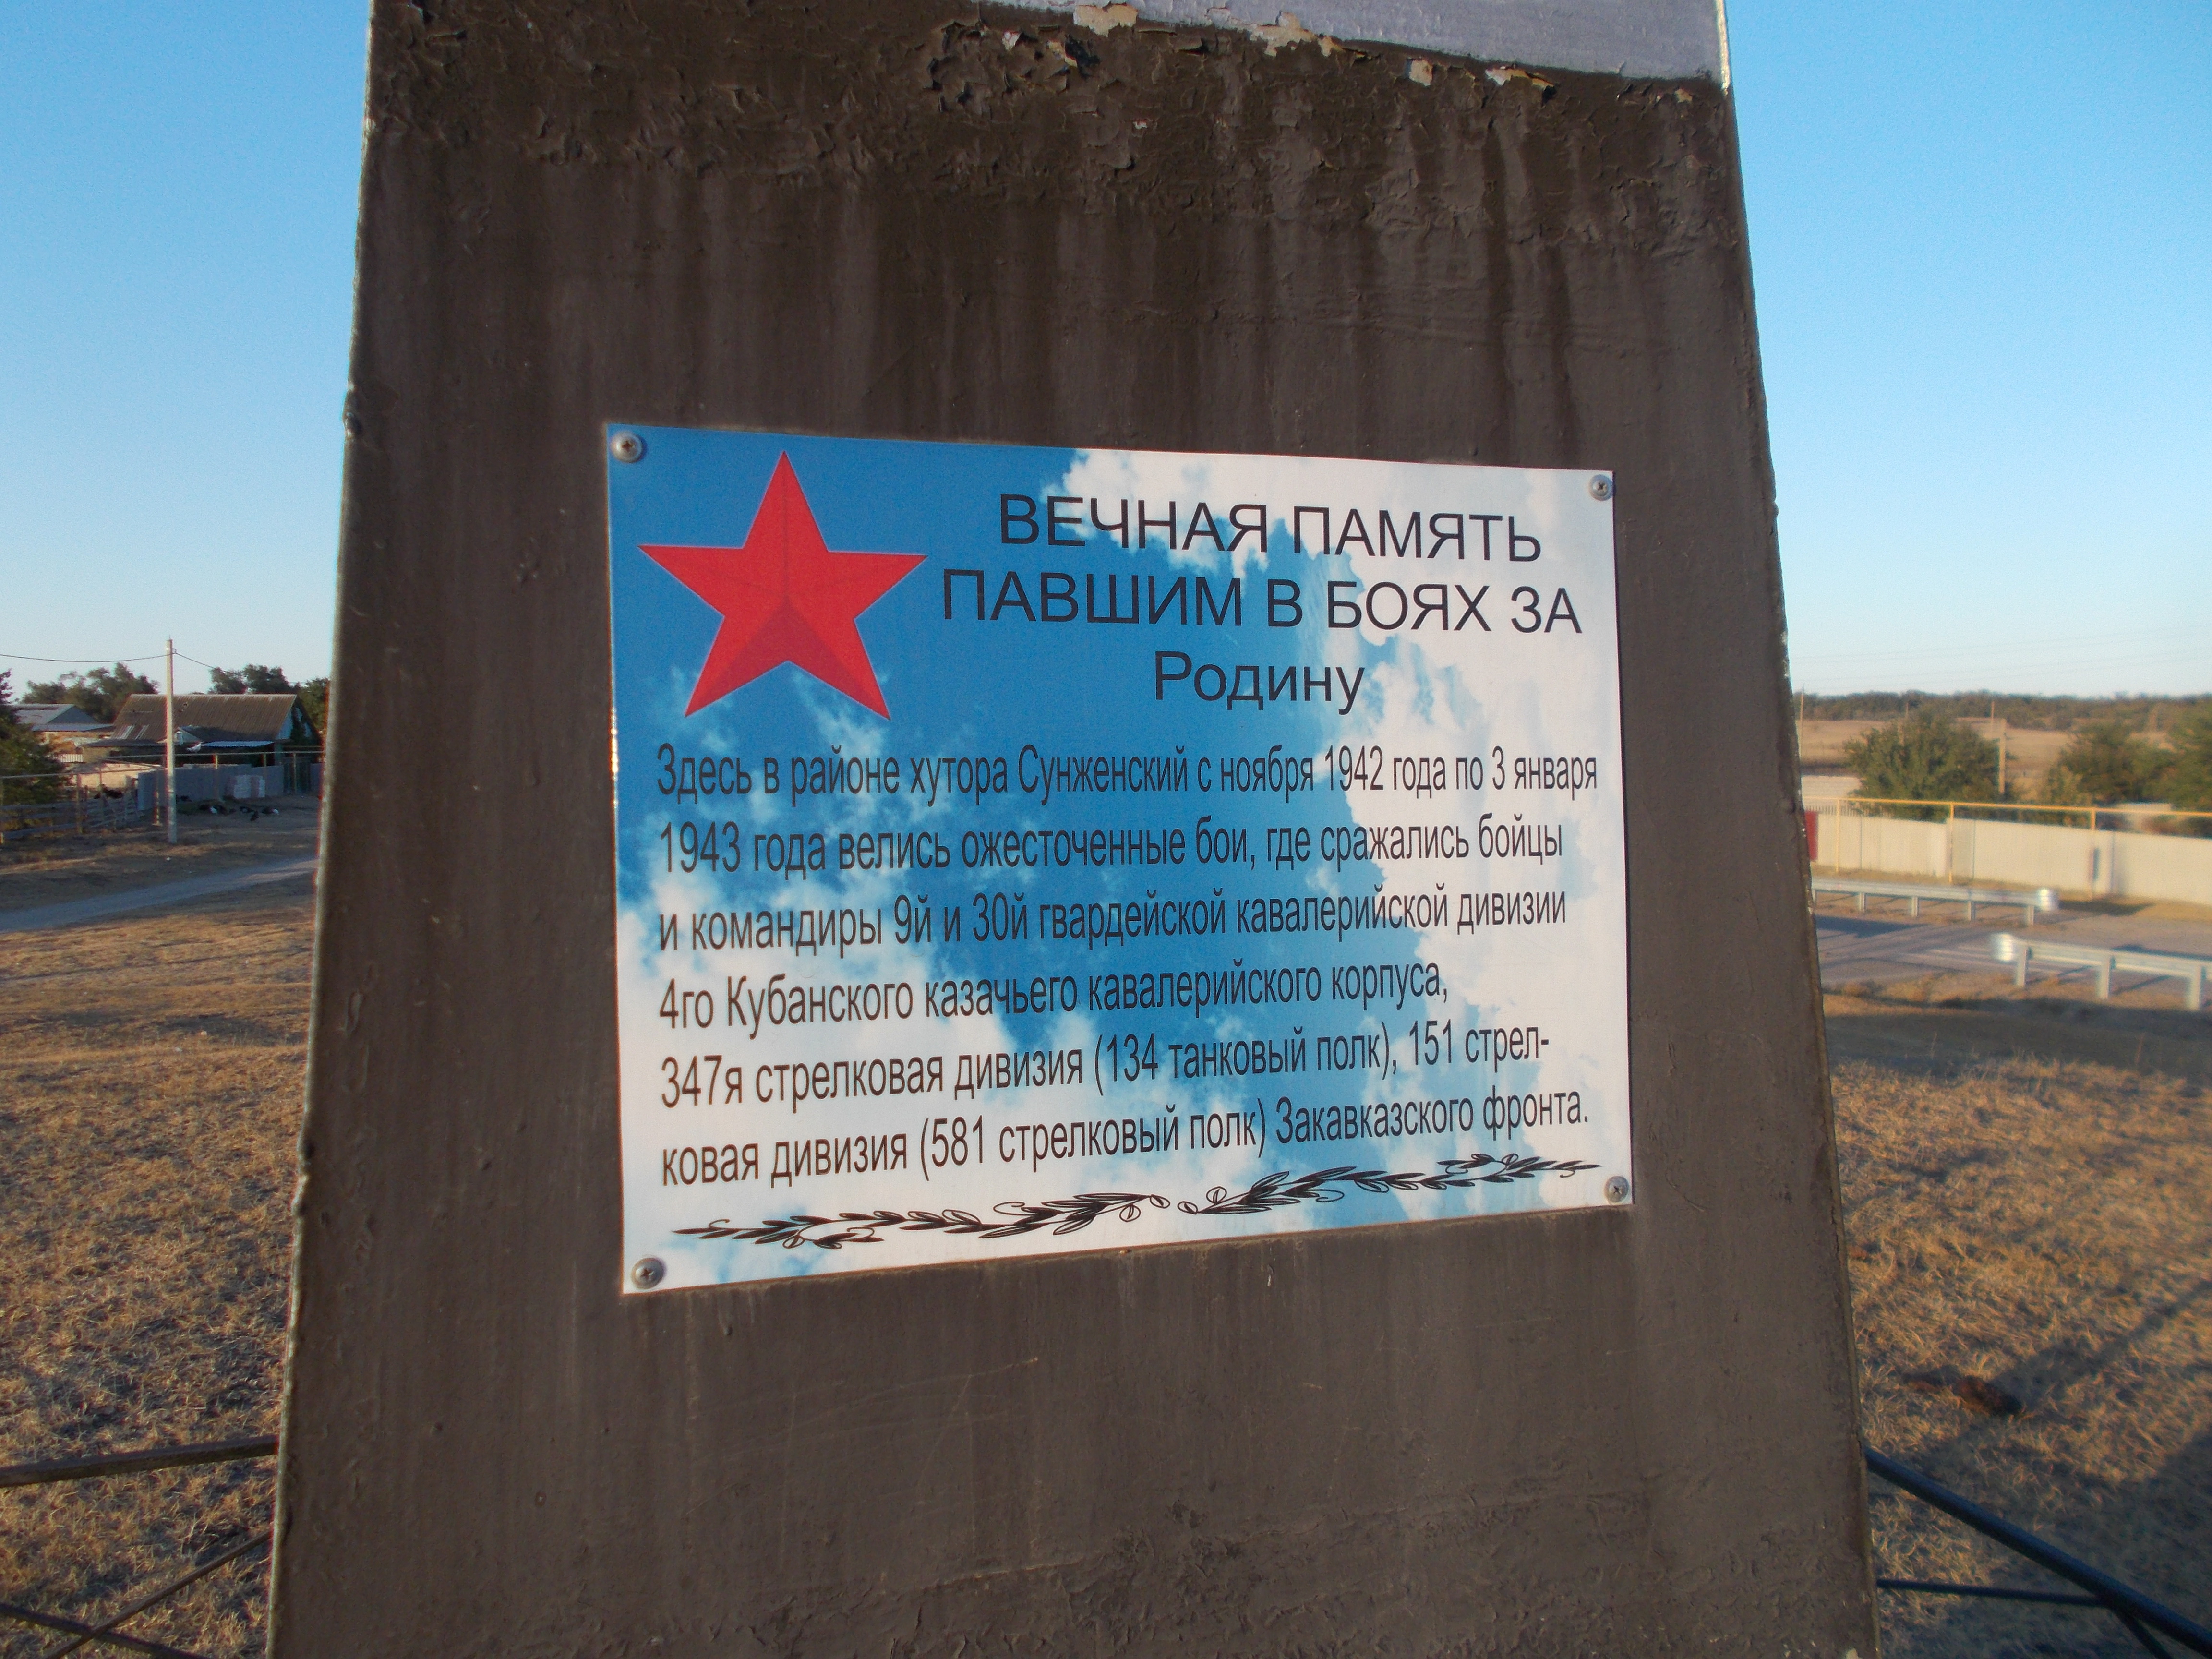 ВЕЧНАЯ ПАМЯТЬ
ПАВШИМ В БОЯХ ЗА
Родину
Здесь в районе хутора Сунженский с ноября 1942 года по 3 января
1943 года велись ожесточенные бои, где сражались бойцы
и командиры 9й и 30й гвардейской кавалерийской дивизии
4го Кубанского казачьего кавалерийского корпуса,
347я стрелковая дивизия (134 танковый полк), 151 стрел-
ковая дивизия (581 стрелковый полк) Закавказского фронта.